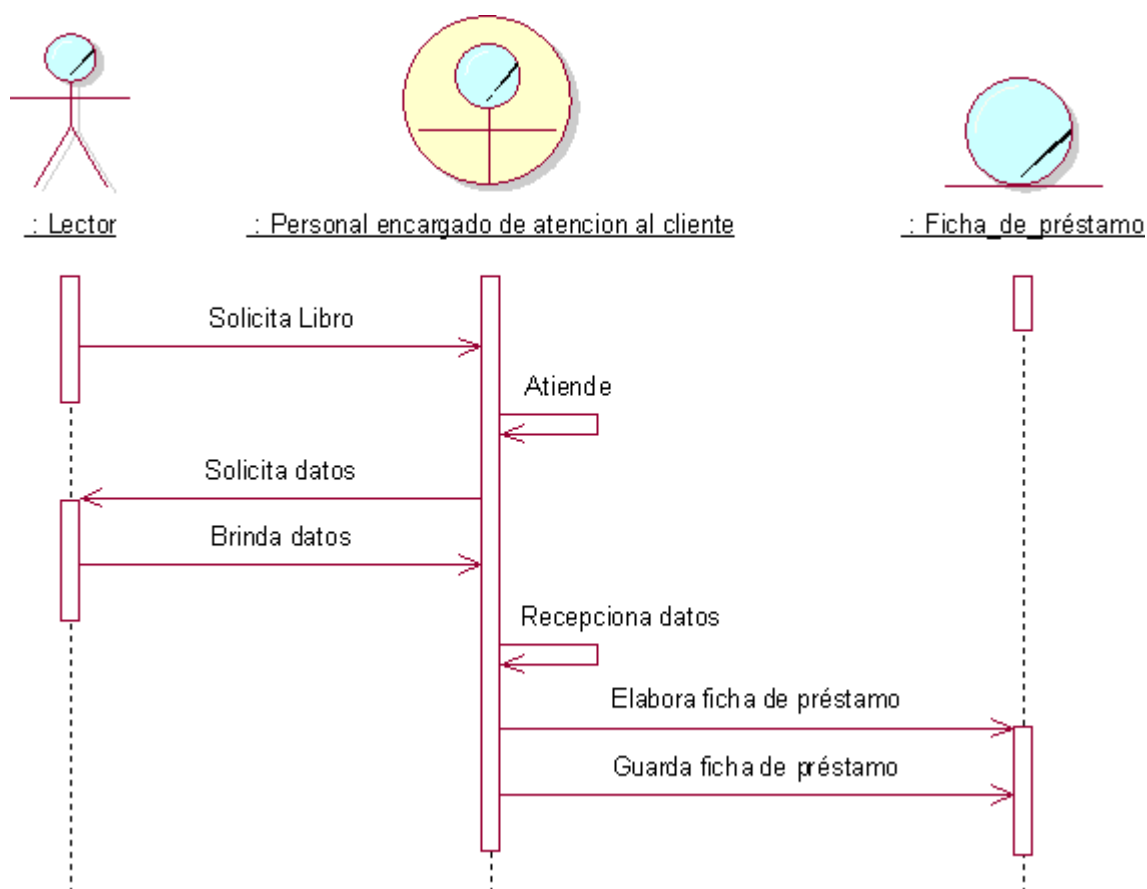 : Lector
: Personal encargado de atencion al cliente
: Ficha_de_préstamo
Solicita Libro
Atiende
Solicita datos
Brinda datos
Recepciona datos
Elabora ficha de préstamo
Guarda ficha de préstamo